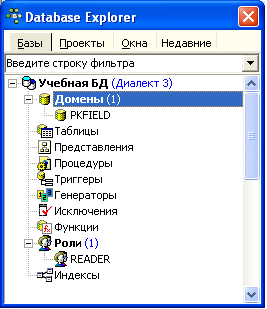 Database Explorer
Базы Проекты Окна Недавние
Введите строку фильтра
Учебная БД (Диалект 3)
Домены (1)
PKFIELD
Таблицы
Представления
Процедуры
Триггеры
Генераторы
Исключения
Функции
Роли (1)
READER
Индексы